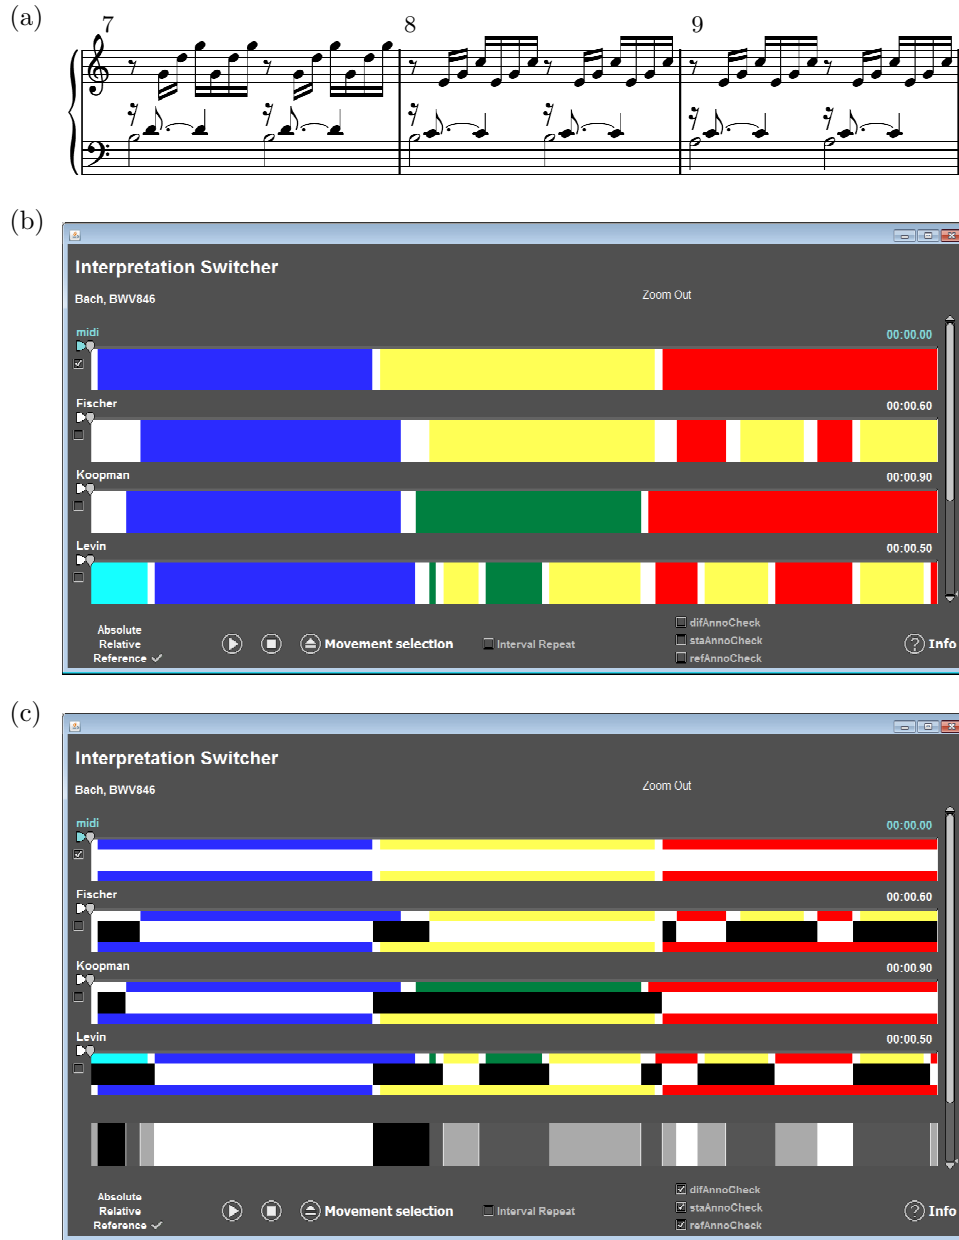 (a)
7 8 9
(b)
Interpretation Switcher
Bach, BWV846
Zoom Out
midi 00:00.00
Fischer 00:00.60
Koopman 00:00.90
Levin 00:00.50
Absolute
Relative
Reference
Movement selection
Interval Repeat
difAnnoCheck
staAnnoCheck
refAnnoCheck
Info
(c)
Interpretation Switcher
Bach, BWV846
Zoom Out
midi 00:00.00
Fischer 00:00.60
Koopman 00:00.90
Levin 00:00.50
Absolute
Relative
Reference
Movement selection
Interval Repeat
difAnnoCheck
staAnnoCheck
refAnnoCheck
Info